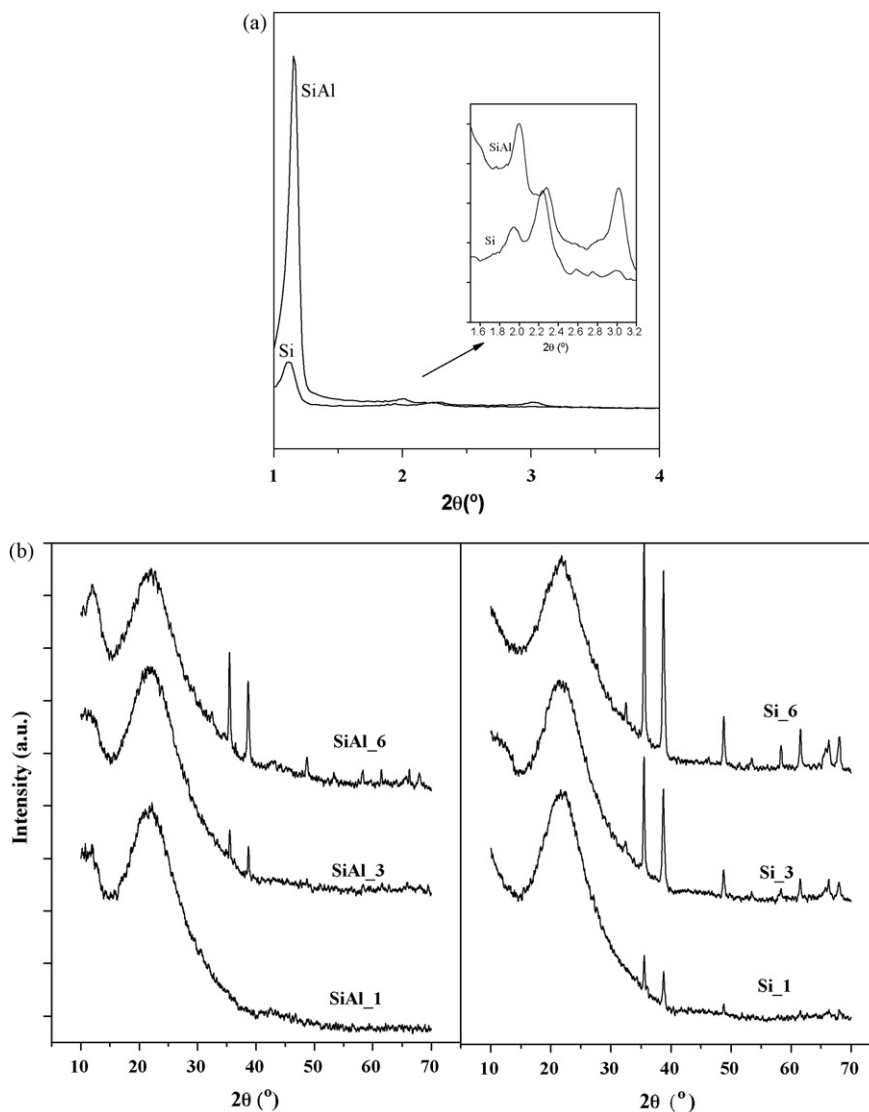 (a)
SiAl
SiAl
Si
1.6 1.8 2.0 2.2 2.4 2.6 2.8 3.0 3.2
2θ (º)
Si
1 2 3 4
2θ(º)
(b)
Intensity (a.u.)
SiAl_6
SiAl_3
SiAl_1
10 20 30 40 50 60 70
2θ (º)
Si_6
Si_3
Si_1
10 20 30 40 50 60 70
2θ (º)